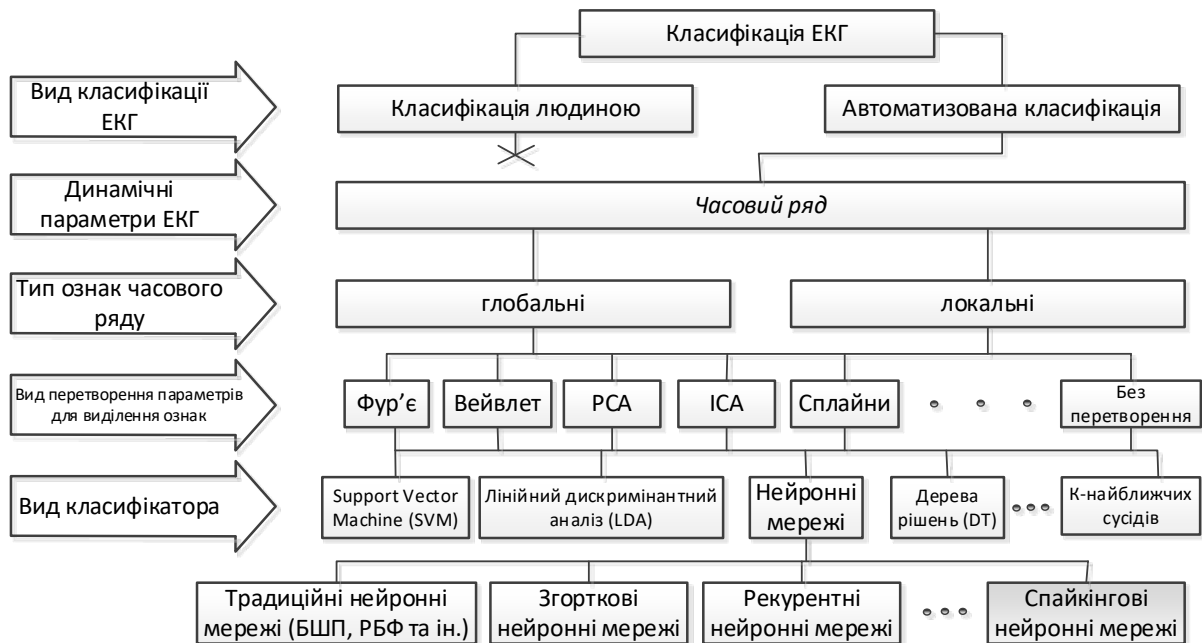 Класифікація ЕКГ
Вид класифікації
ЕКГ
Класифікація людиною
Автоматизована класифікація
Динамічні
параметри ЕКГ
Часовий ряд
Тип ознак часового
ряду
глобальні
локальні
Вид перетворення параметрів
для виділення ознак
Фур’є
Вейвлет
PCA
ICA
Сплайни
Без
перетворення
Вид класифікатора
Support Vector
Machine (SVM)
Лінійний дискримінантний
аналіз (LDA)
Нейронні
мережі
Дерева
рішень (DT)
К-найближчих
сусідів
Традиційні нейронні
мережі (БШП, РБФ та ін.)
Згорткові
нейронні мережі
Рекурентні
нейронні мережі
Спайкінгові
нейронні мережі